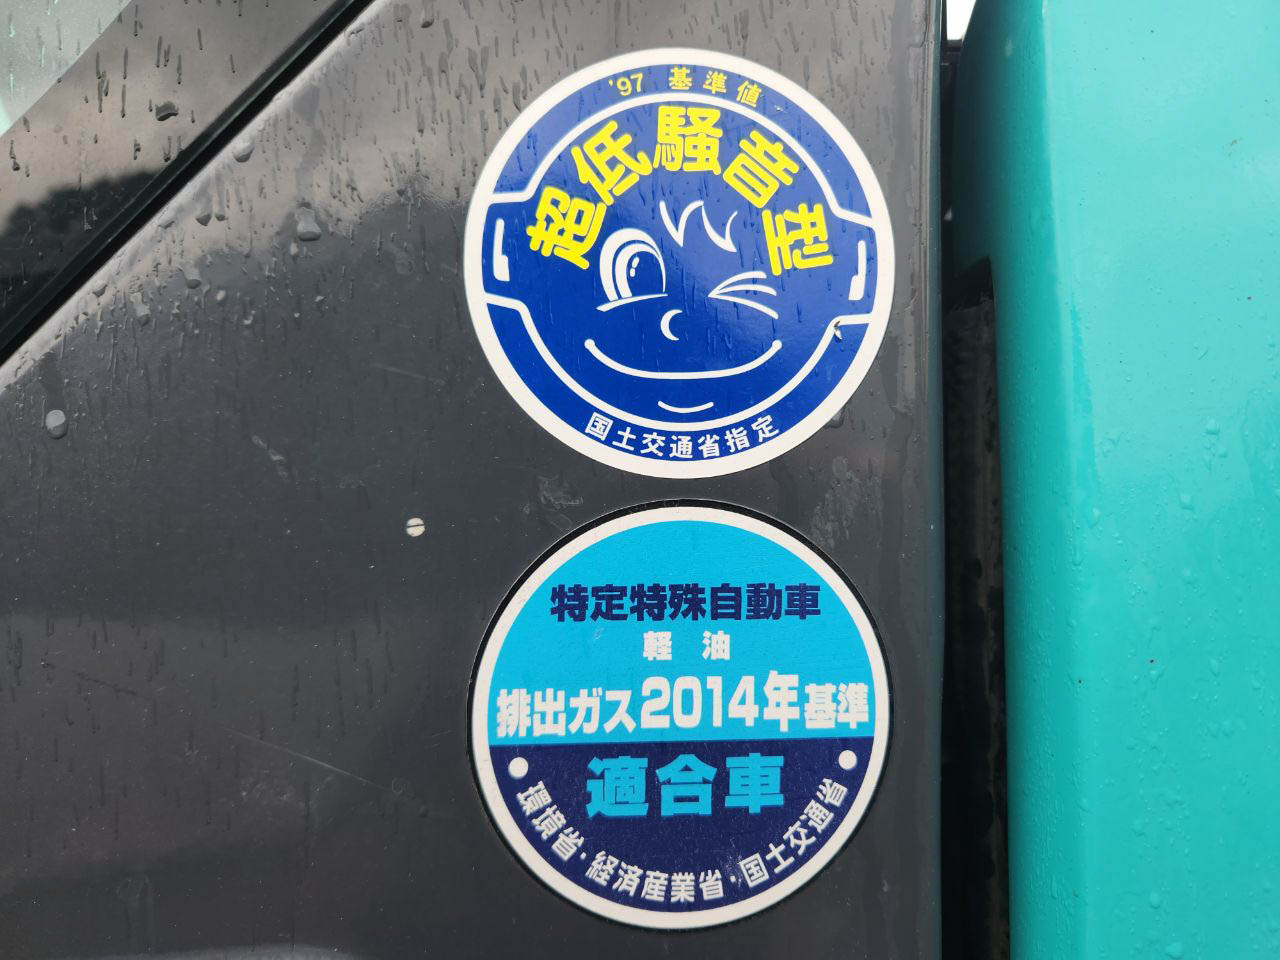 '97 基準値
超低騒音型
国土交通省指定
特定特殊自動車
軽油
排出ガス2014年基準
適合車
環境省・経済産業省・国土交通省